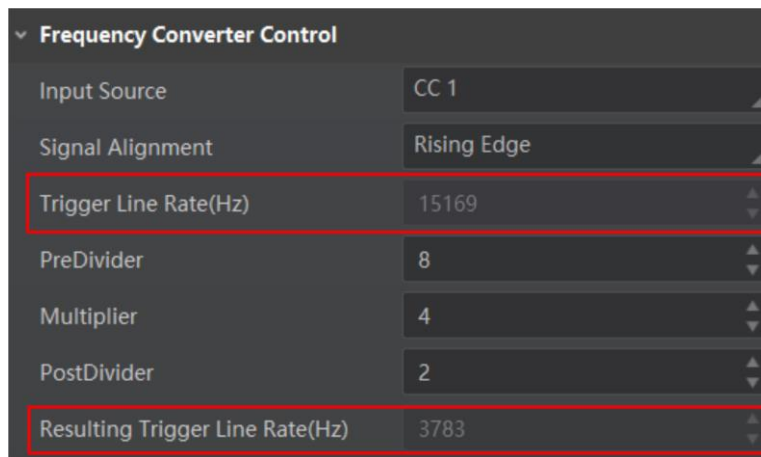 Frequency Converter Control
Input Source CC 1
Signal Alignment Rising Edge
Trigger Line Rate(Hz) 15169
PreDivider 8
Multiplier 4
PostDivider 2
Resulting Trigger Line Rate(Hz) 3783